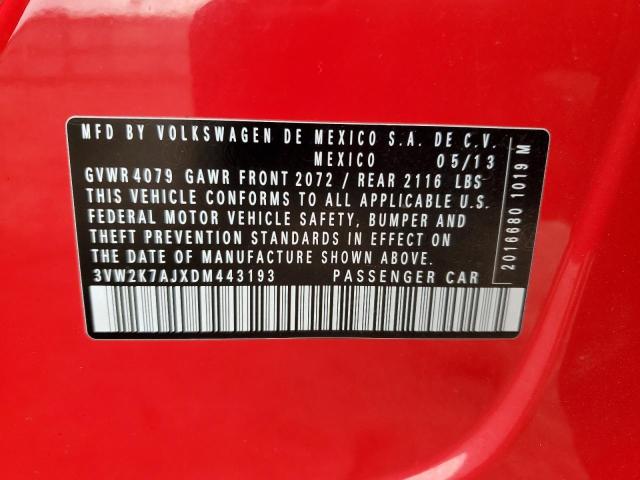 MFD BY VOLKSWAGEN DE MEXICO S.A. DE C.V.
MEXICO 05/13
GVWR 4079 GAWR FRONT 2072 / REAR 2116 LBS
THIS VEHICLE CONFORMS TO ALL APPLICABLE U.S.
FEDERAL MOTOR VEHICLE SAFETY, BUMPER AND
THEFT PREVENTION STANDARDS IN EFFECT ON
THE DATE OF MANUFACTURE SHOWN ABOVE.
3VW2K7AJXDM443193 PASSENGER CAR
2016680 1019 M